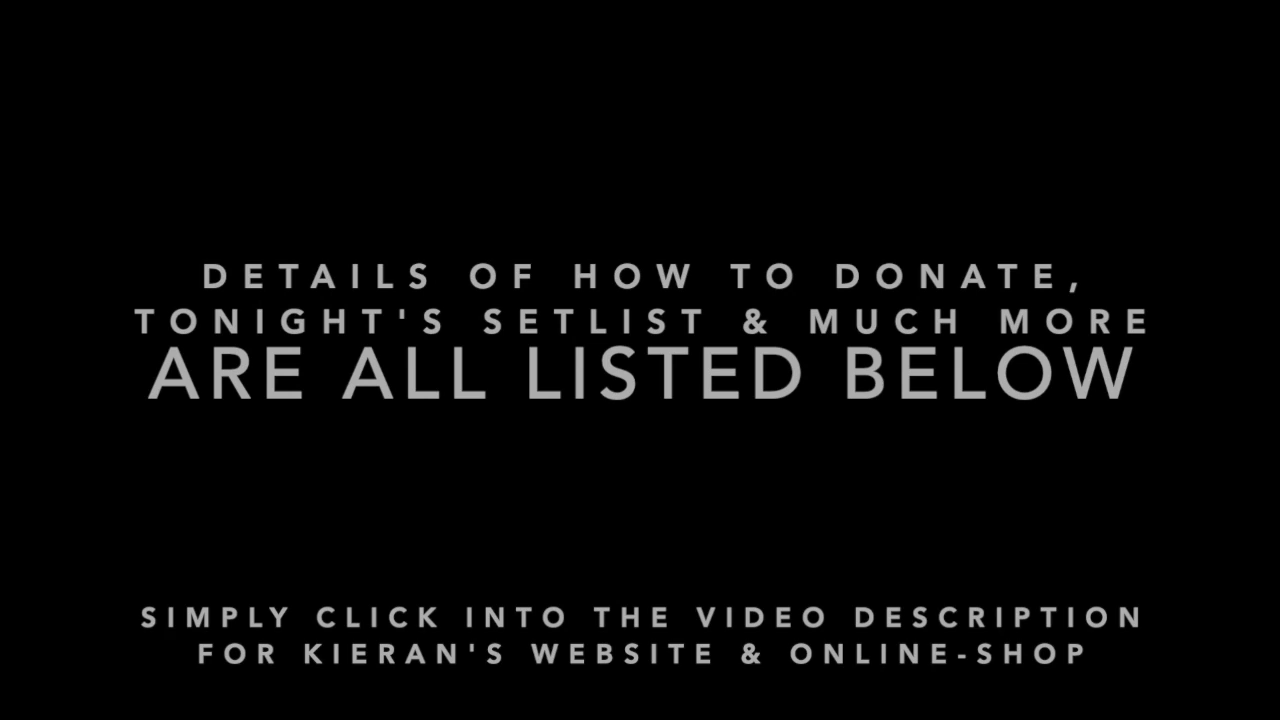 DETAILS OF HOW TO DONATE,
TONIGHT'S SETLIST & MUCH MORE
ARE ALL LISTED BELOW
SIMPLY CLICK INTO THE VIDEO DESCRIPTION
FOR KIERAN'S WEBSITE & ONLINE-SHOP